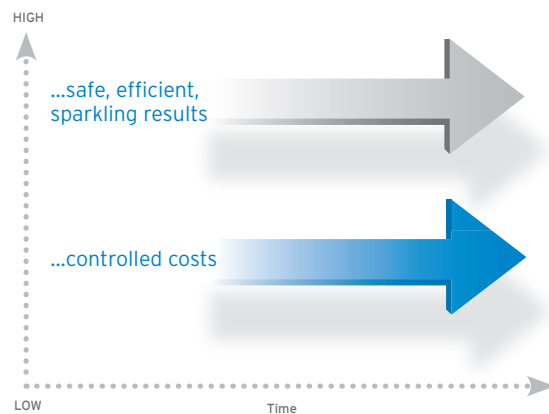 HIGH
...safe, efficient,
sparkling results
...controlled costs
LOW
Time